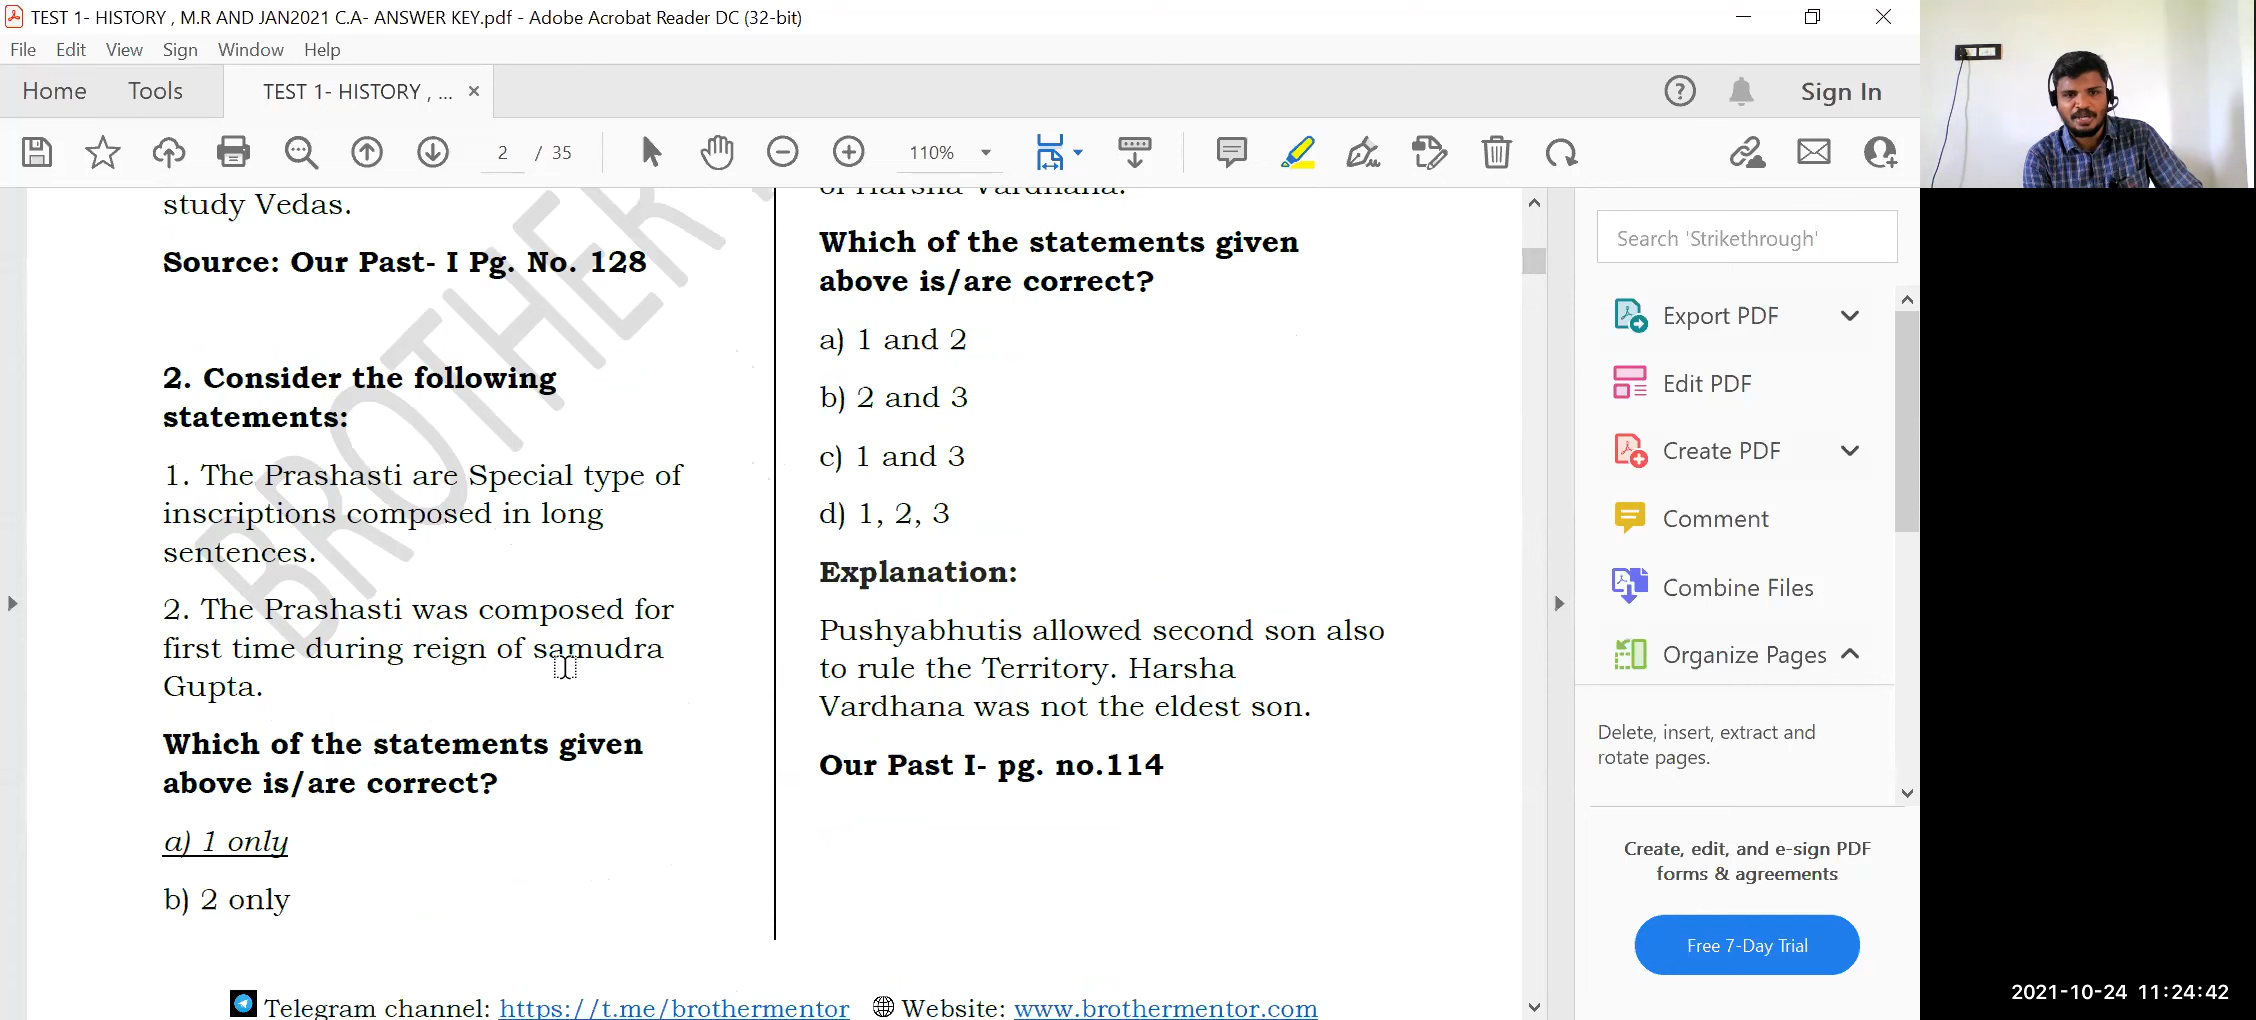 TEST 1- HISTORY , M.R AND JAN2021 C.A- ANSWER KEY.pdf - Adobe Acrobat Reader DC (32-bit)
File Edit View Sign Window Help
Home Tools TEST 1- HISTORY , ... × Sign In
2 / 35 110%
study Vedas.
Source: Our Past- I Pg. No. 128
2. Consider the following
statements:
1. The Prashasti are Special type of
inscriptions composed in long
sentences.
2. The Prashasti was composed for
first time during reign of samudra
Gupta.
Which of the statements given
above is/are correct?
a) 1 only
b) 2 only
of Harsha Vardhana.
Which of the statements given
above is/are correct?
a) 1 and 2
b) 2 and 3
c) 1 and 3
d) 1, 2, 3
Explanation:
Pushyabhutis allowed second son also
to rule the Territory. Harsha
Vardhana was not the eldest son.
Our Past I- pg. no.114
BROTHER
Telegram channel: https://t.me/brothermentor Website: www.brothermentor.com
Search 'Strikethrough'
Export PDF
Edit PDF
Create PDF
Comment
Combine Files
Organize Pages
Delete, insert, extract and
rotate pages.
Create, edit, and e-sign PDF
forms & agreements
Free 7-Day Trial
2021-10-24 11:24:42